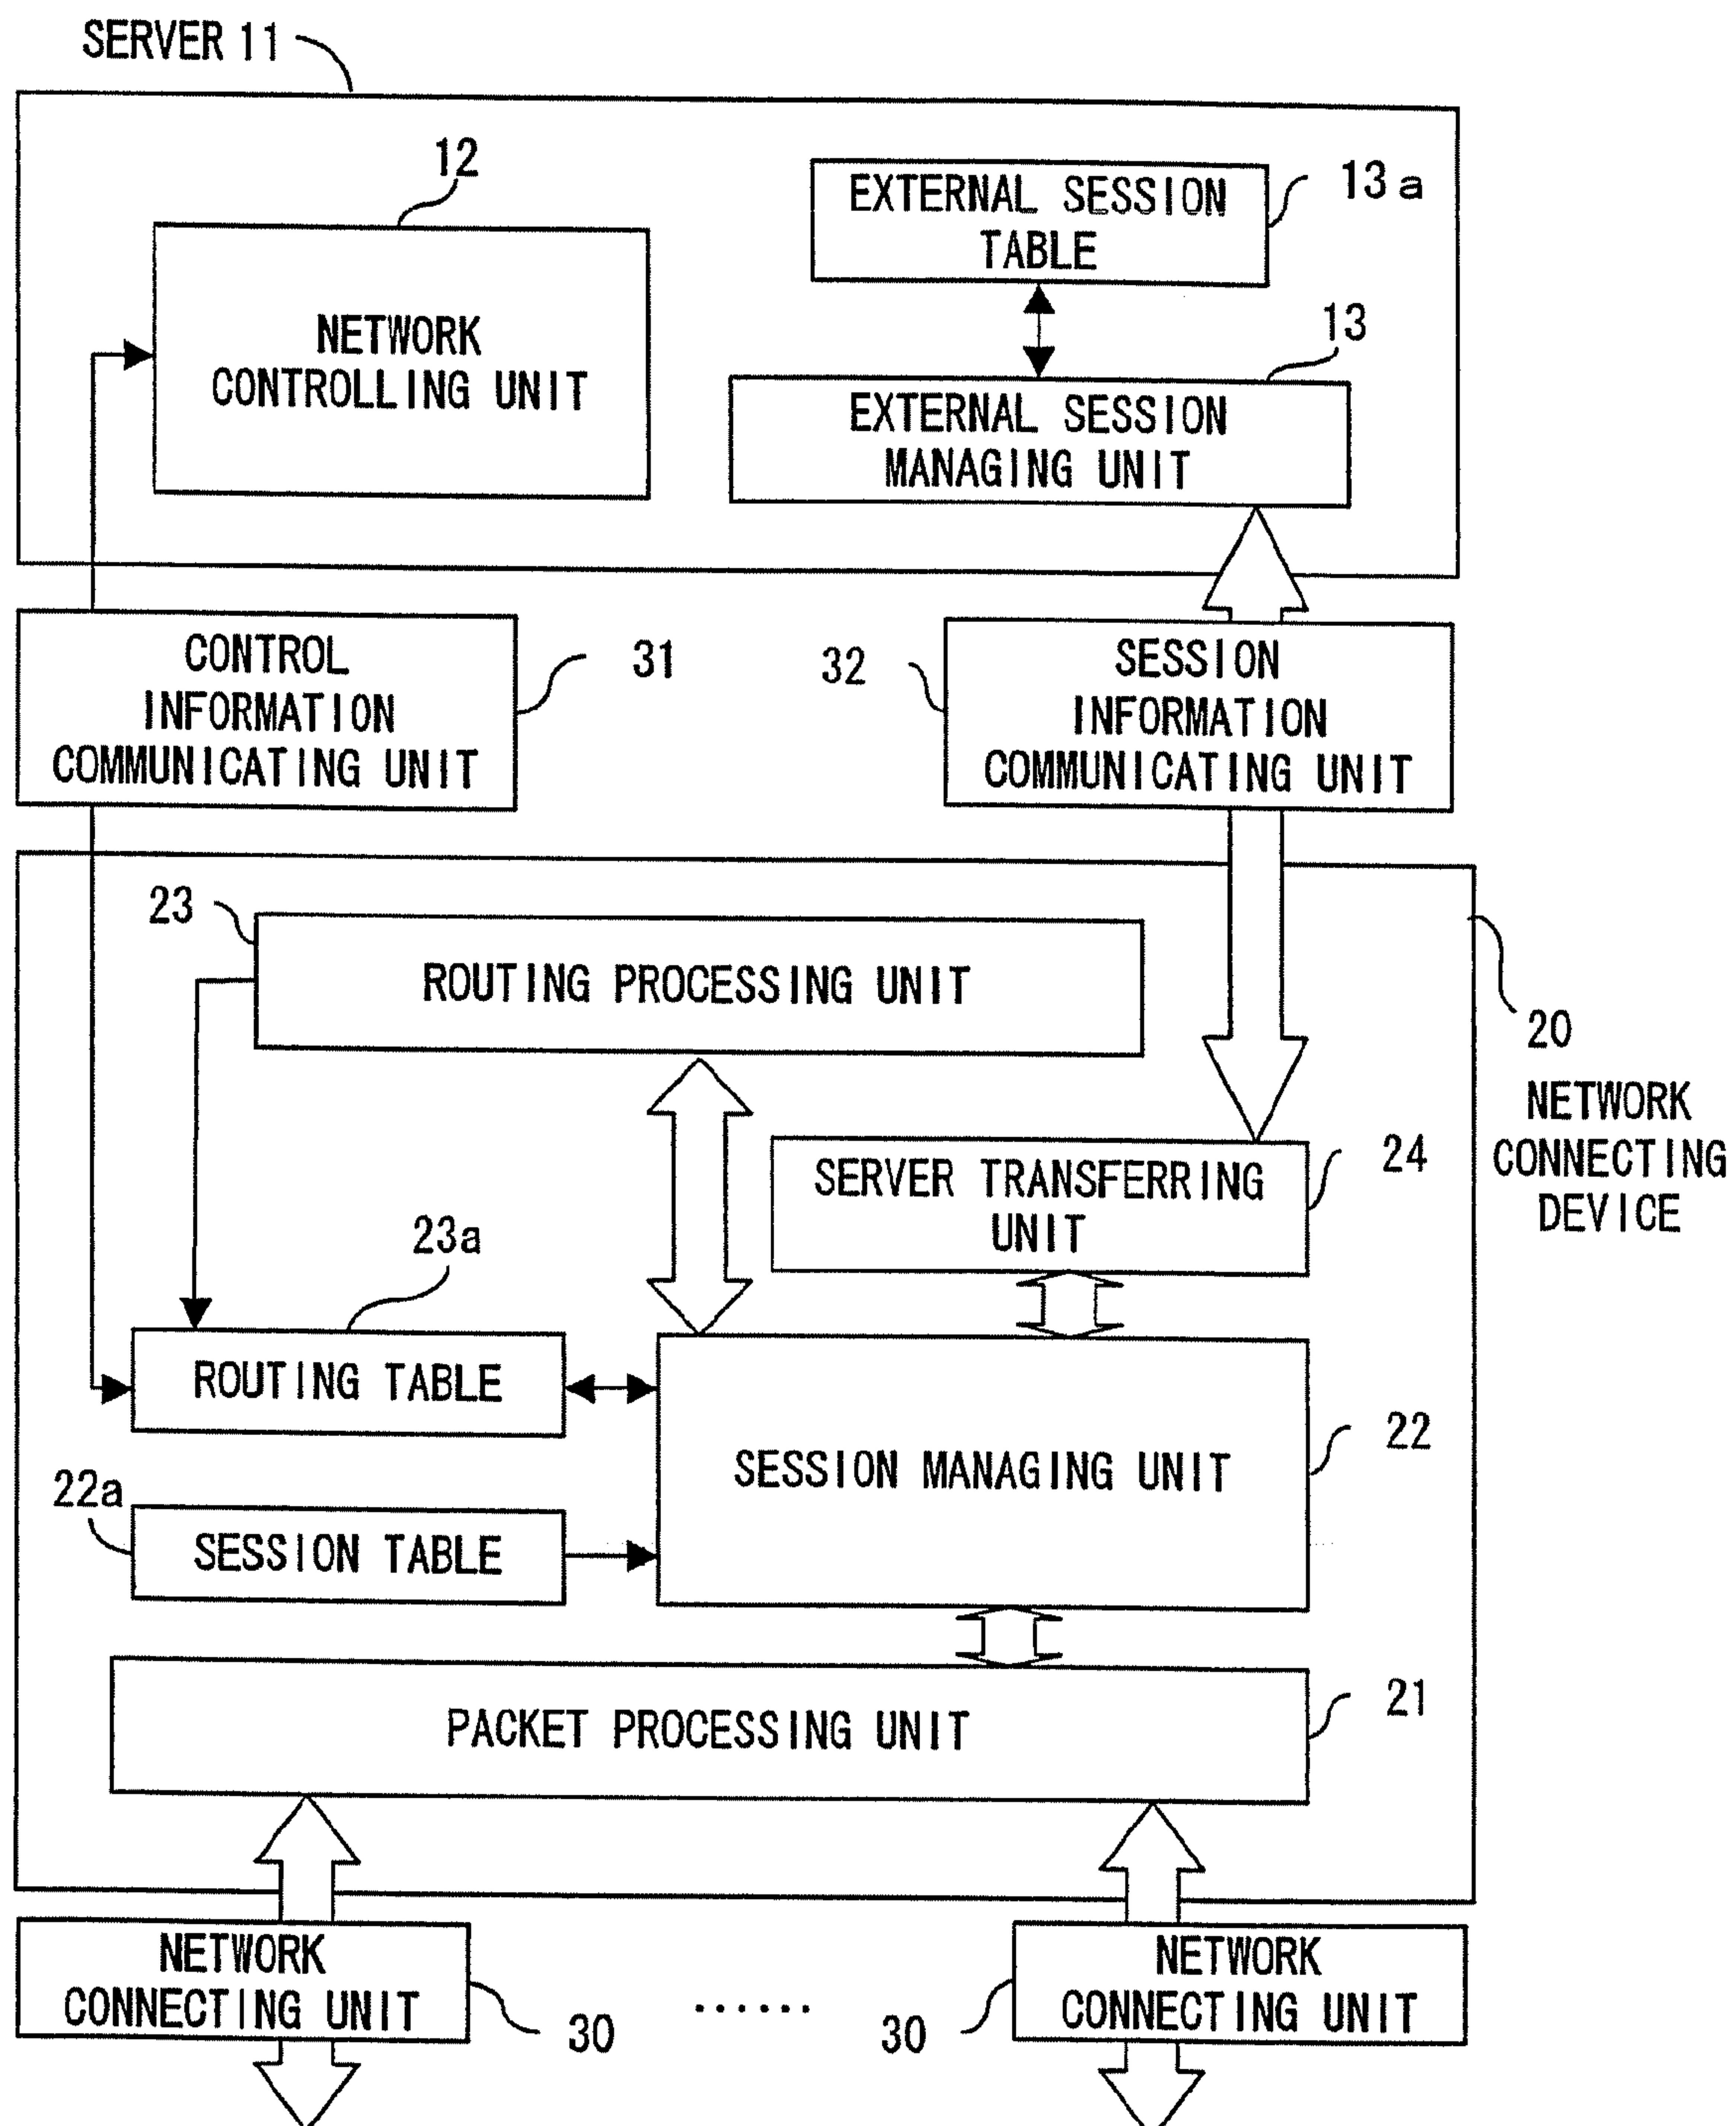 SERVER 11
12
EXTERNAL SESSION
TABLE
13a
NETWORK
CONTROLLING UNIT
13
EXTERNAL SESSION
MANAGING UNIT
CONTROL
INFORMATION
COMMUNICATING UNIT
31
32
SESSION
INFORMATION
COMMUNICATING UNIT
23
ROUTING PROCESSING UNIT
20
NETWORK
CONNECTING
DEVICE
SERVER TRANSFERRING
UNIT
24
23a
ROUTING TABLE
SESSION MANAGING UNIT
22
22a
SESSION TABLE
PACKET PROCESSING UNIT
21
NETWORK
CONNECTING UNIT
30
......
30
NETWORK
CONNECTING UNIT